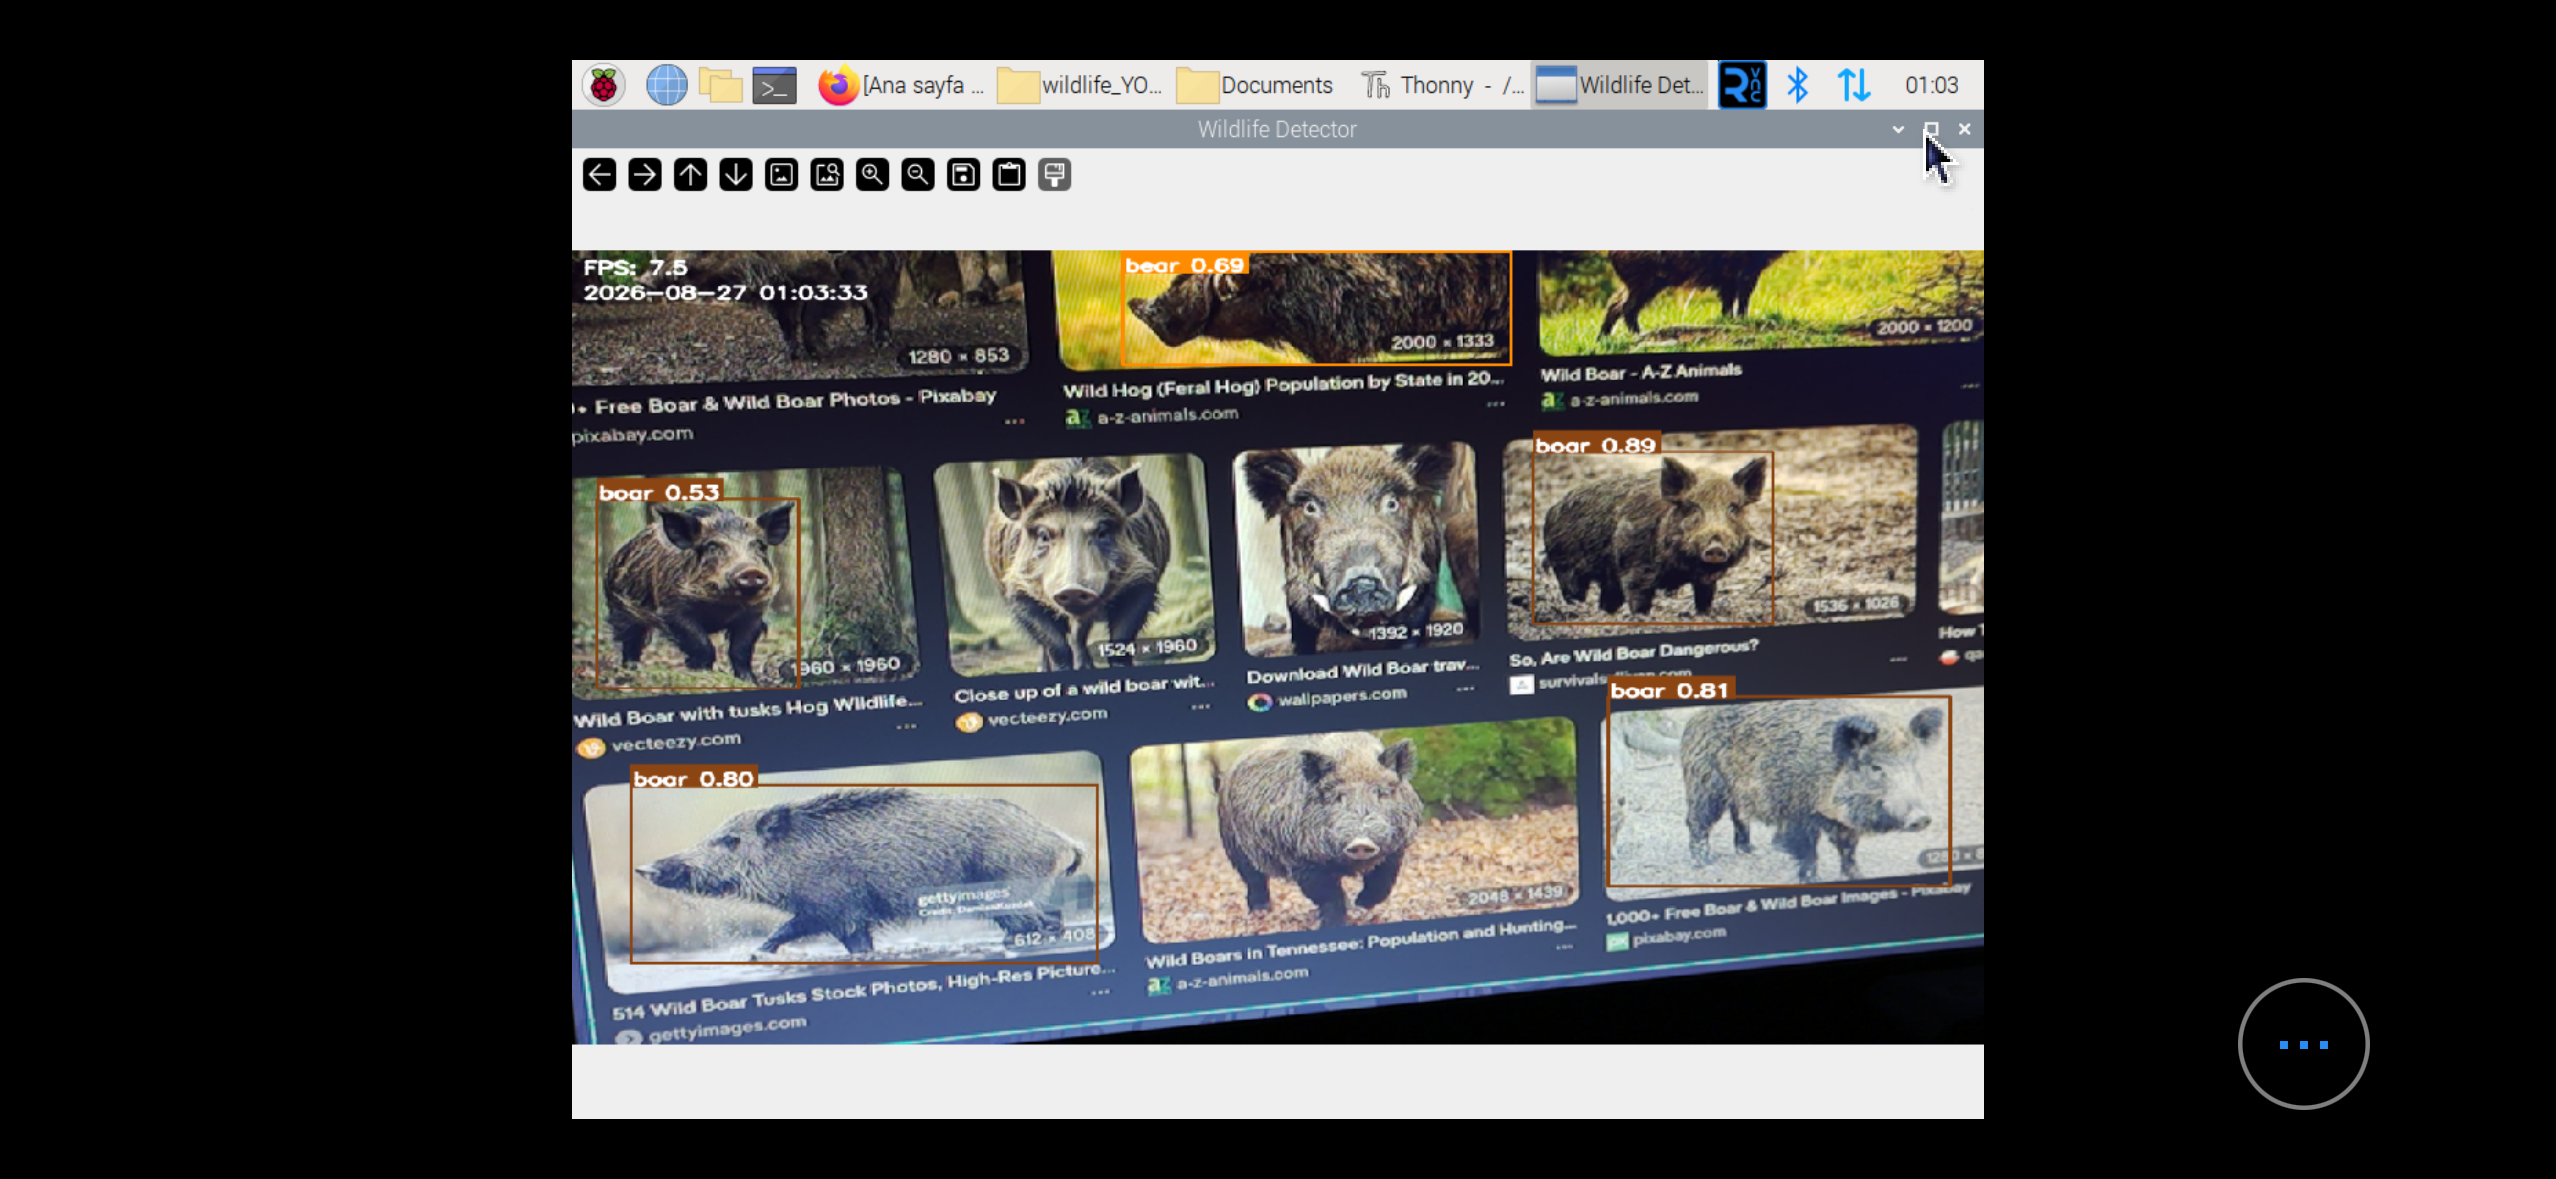 [Ana sayfa ...
wildlife_YO...
Documents
Thonny - /...
Wildlife Det...
01:03
Wildlife Detector
FPS: 7.5
2026-08-27 01:03:33
bear 0.69
1280 × 853
2000 × 1333
2000 × 1200
Free Boar & Wild Boar Photos - Pixabay
pixabay.com
Wild Hog (Feral Hog) Population by State in 20...
a-z-animals.com
Wild Boar - A-Z Animals
a-z-animals.com
boar 0.53
boar 0.89
1960 × 1960
1524 × 1960
1392 × 1920
1536 × 1026
Wild Boar with tusks Hog Wildlife...
vecteezy.com
Close up of a wild boar wit...
vecteezy.com
Download Wild Boar trav...
wallpapers.com
So, Are Wild Boar Dangerous?
How
boar 0.80
boar 0.81
gettyimages
612 × 408
2048 × 1439
514 Wild Boar Tusks Stock Photos, High-Res Picture...
gettyimages.com
Wild Boars in Tennessee: Population and Hunting...
a-z-animals.com
1,000+ Free Boar & Wild Boar Images - Pixabay
pixabay.com